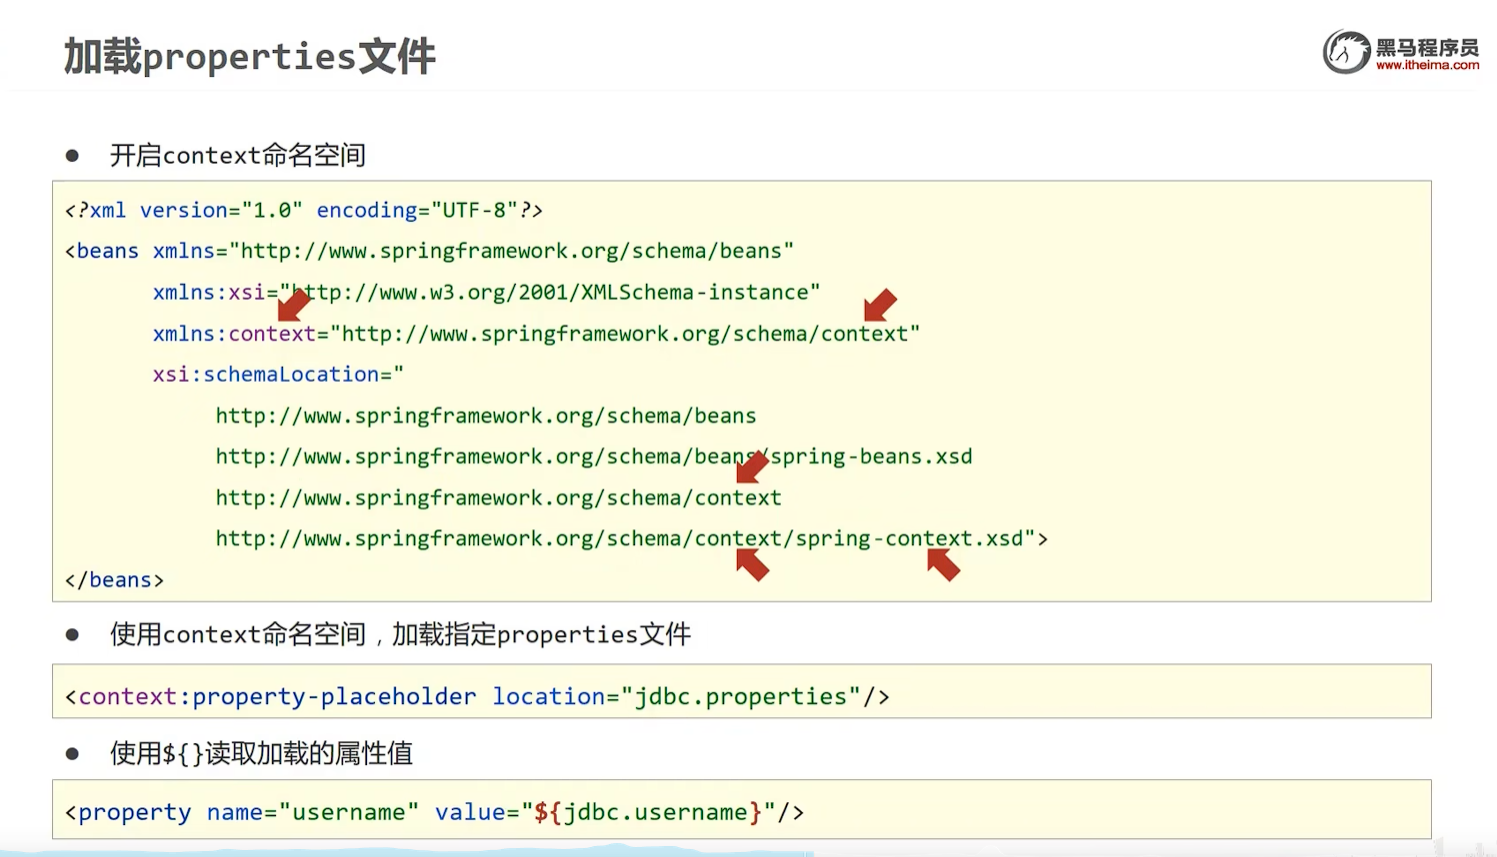 加载properties文件
黑马程序员
www.itheima.com
● 开启context命名空间
<?xml version="1.0" encoding="UTF-8"?>
<beans xmlns="http://www.springframework.org/schema/beans"
xmlns:xsi="http://www.w3.org/2001/XMLSchema-instance"
xmlns:context="http://www.springframework.org/schema/context"
xsi:schemaLocation="
http://www.springframework.org/schema/beans
http://www.springframework.org/schema/beans/spring-beans.xsd
http://www.springframework.org/schema/context
http://www.springframework.org/schema/context/spring-context.xsd">
</beans>
● 使用context命名空间，加载指定properties文件
<context:property-placeholder location="jdbc.properties"/>
● 使用${}读取加载的属性值
<property name="username" value="${jdbc.username}"/>